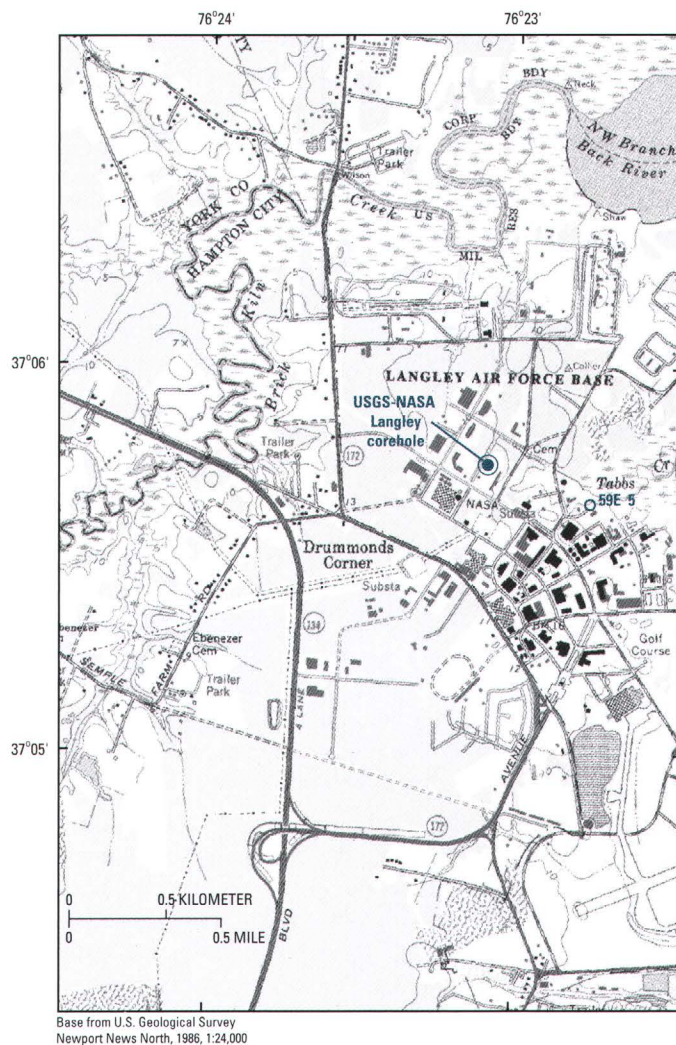 76°24'
76°23'
TY
BDY
Neck
CORP
BDY
NW Branch
Back River
Trailer
Park
Wilson
YORK CO
HAMPTON CITY
Creek
US
MIL
RES
Shaw
Kiln
Brick
37°06'
LANGLEY AIR FORCE BASE
Collier
USGS-NASA
Langley
corehole
Trailer
Park
172
Cem
NASA
Substa
Tabbs
Cr
59E 5
13
Drummonds
Corner
Substa
134
RD
FARM
Ebenezer
Cem
SEMPLE
Trailer
Park
4 LANE
Golf
Course
37°05'
AVENUE
172
BLVD
0
0.5 KILOMETER
0
0.5 MILE
Trailer
Base from U.S. Geological Survey
Newport News North, 1986, 1:24,000